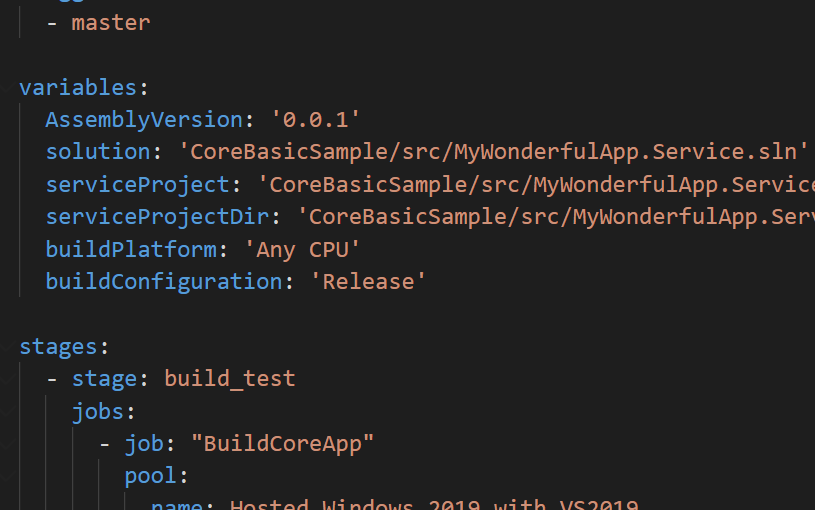 - master
variables:
AssemblyVersion: '0.0.1'
solution: 'CoreBasicSample/src/MyWonderfulApp.Service.sln'
serviceProject: 'CoreBasicSample/src/MyWonderfulApp.Service
serviceProjectDir: 'CoreBasicSample/src/MyWonderfulApp.Serv
buildPlatform: 'Any CPU'
buildConfiguration: 'Release'
stages:
- stage: build_test
jobs:
- job: "BuildCoreApp"
pool:
name: Hosted Windows 2019 with VS2019